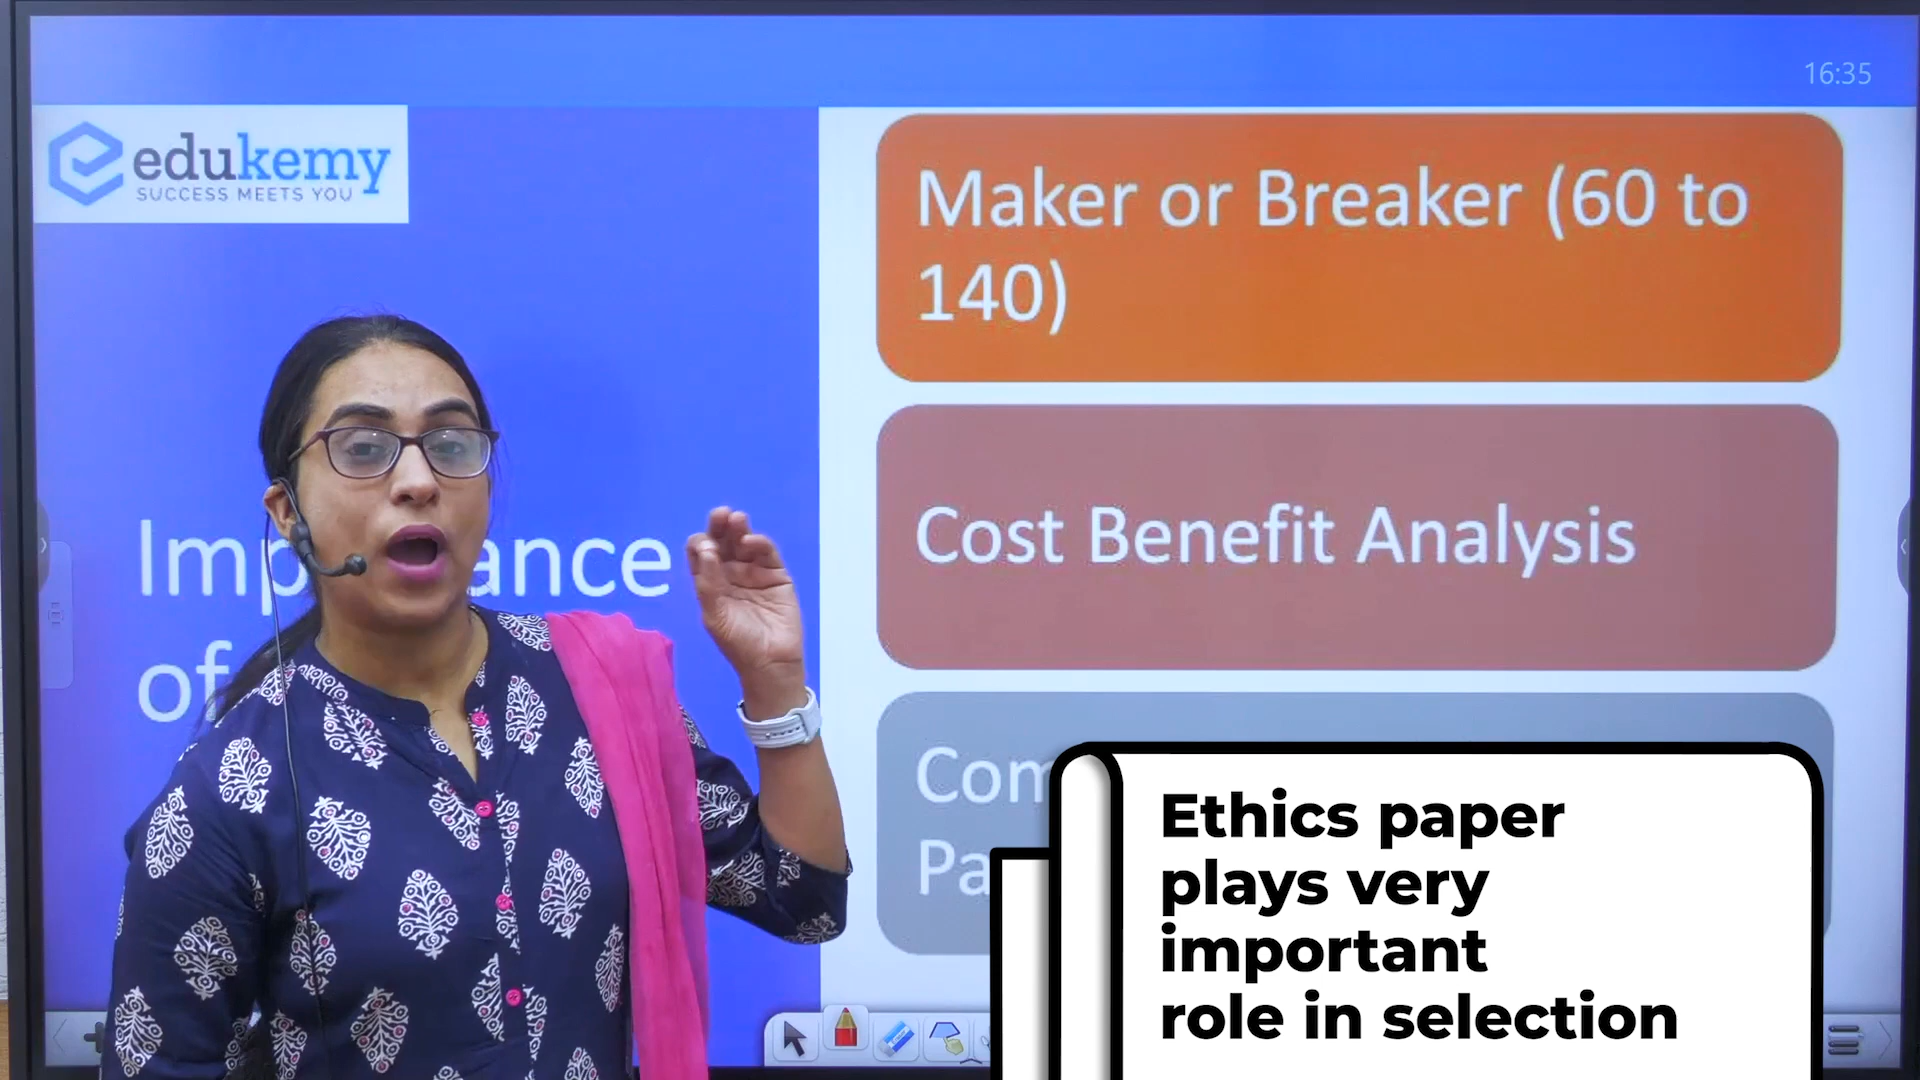 16:35
edukemy
SUCCESS MEETS YOU
of
Maker or Breaker (60 to
140)
Cost Benefit Analysis
Ethics paper
plays very
important
role in selection